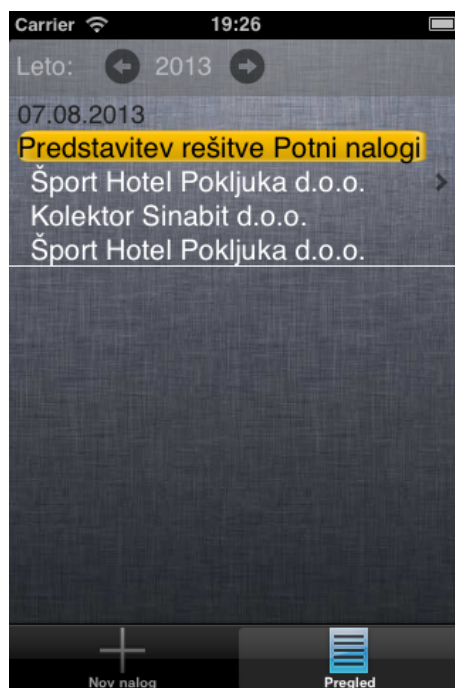 Carrier 19:26
Leto: 2013
07.08.2013
Predstavitev rešitve Potni nalogi
Šport Hotel Pokljuka d.o.o.
Kolektor Sinabit d.o.o.
Šport Hotel Pokljuka d.o.o.
Nov nalog Pregled